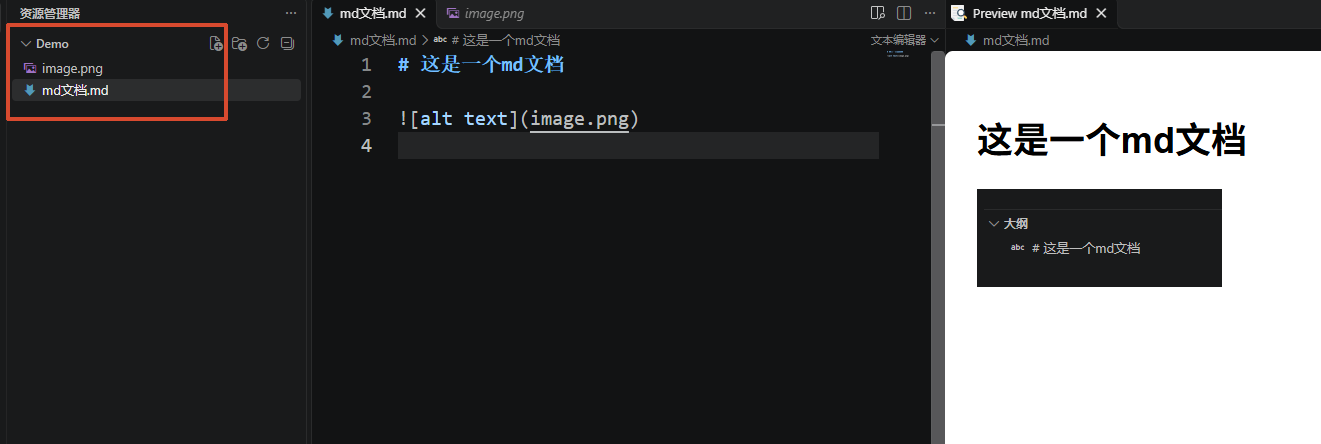 资源管理器
Demo
image.png
md文档.md
md文档.md
image.png
md文档.md > abc # 这是一个md文档
文本编辑器
1 # 这是一个md文档
2
3 ![alt text](image.png)
4
Preview md文档.md
md文档.md
这是一个md文档
大纲
abc # 这是一个md文档